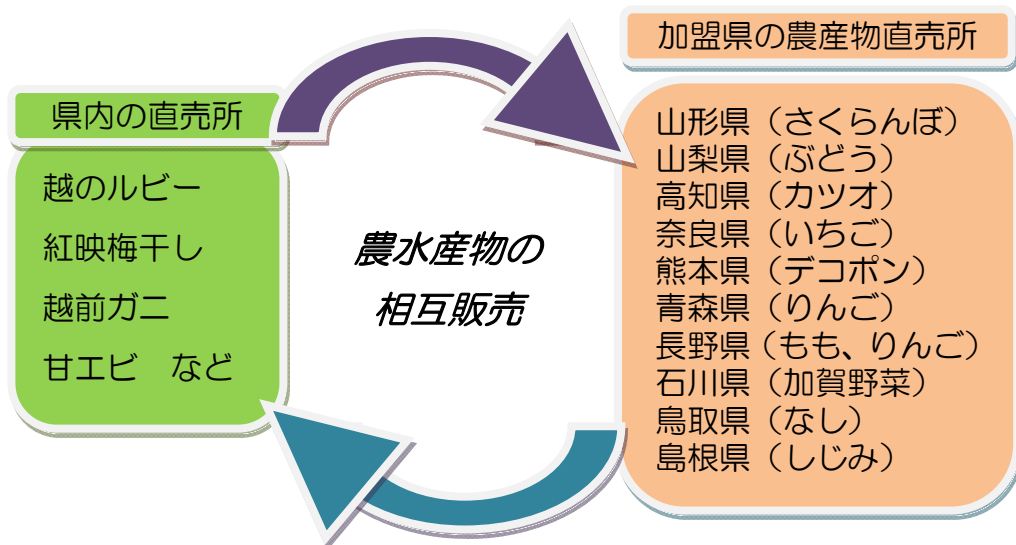 県内の直売所
越のルビー
紅映梅干し
越前ガニ
甘エビ　など
農水産物の
相互販売
加盟県の農産物直売所
山形県（さくらんぼ）
山梨県（ぶどう）
高知県（カツオ）
奈良県（いちご）
熊本県（デコポン）
青森県（りんご）
長野県（もも、りんご）
石川県（加賀野菜）
鳥取県（なし）
島根県（しじみ）